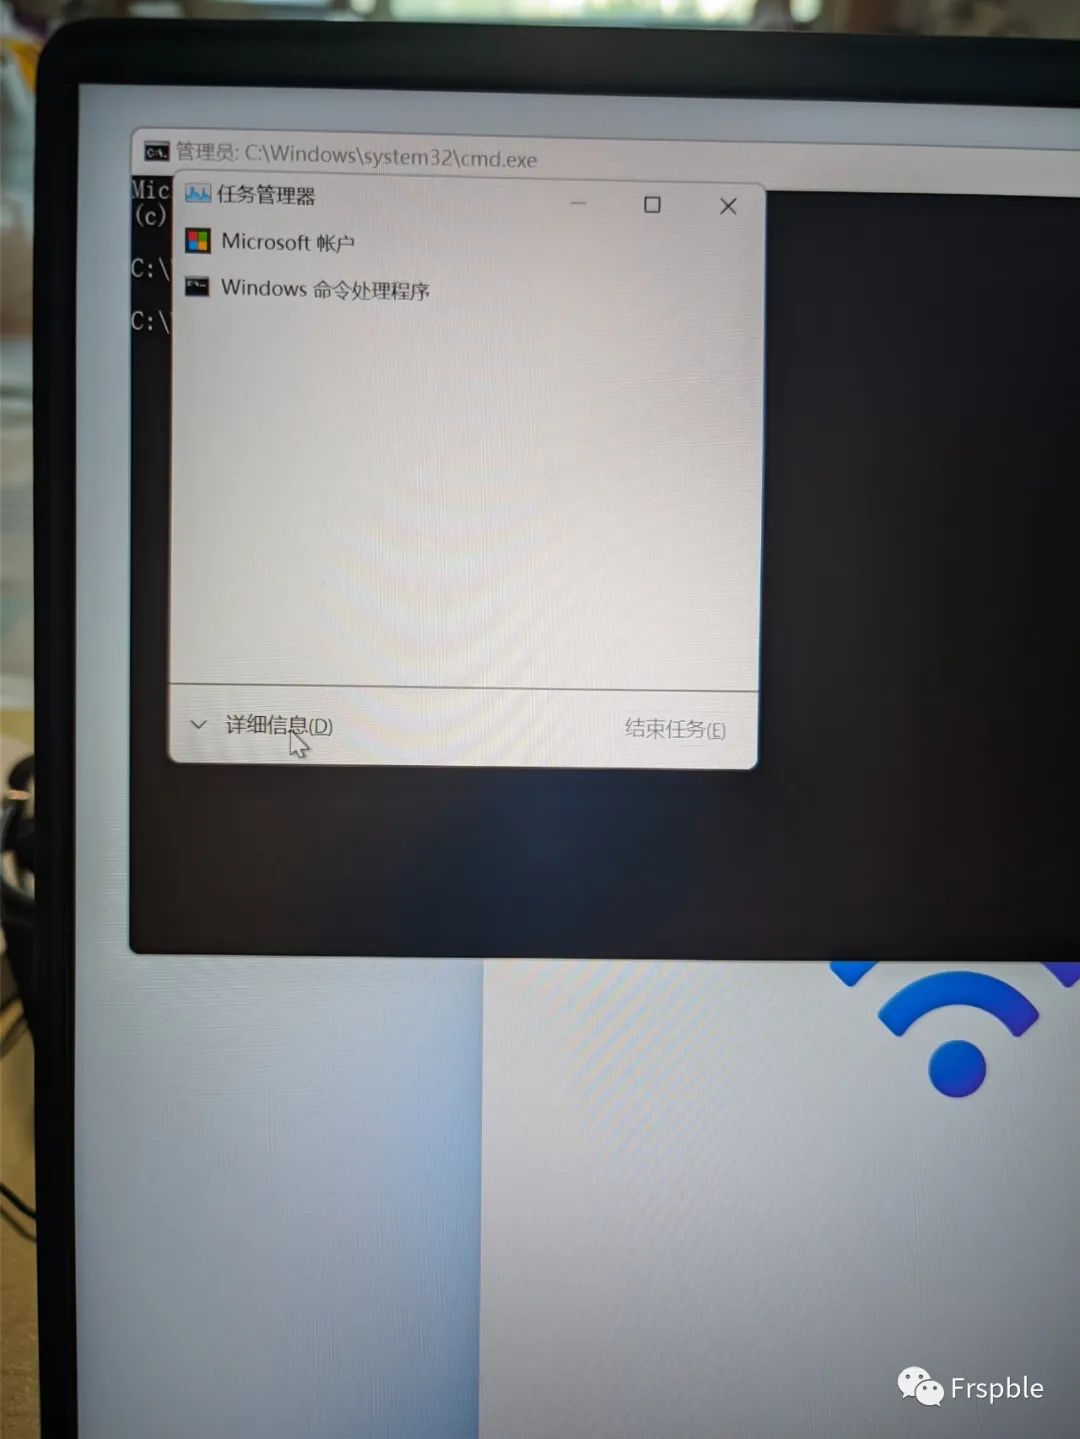 管理员: C:\Windows\system32\cmd.exe
Mic
(c)
任务管理器
Microsoft 帐户
C:\
Windows 命令处理程序
C:\
详细信息(D)
结束任务(E)
Frspble